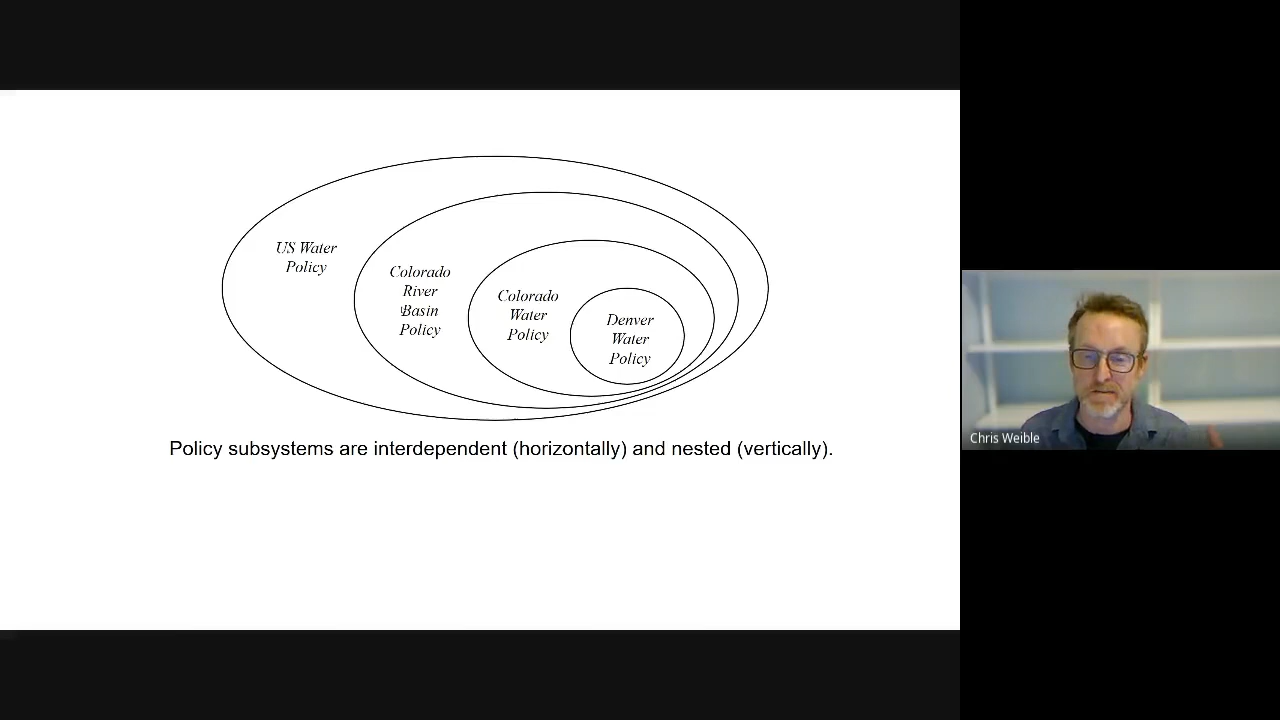 US Water
Policy
Colorado
River
Basin
Policy
Colorado
Water
Policy
Denver
Water
Policy
Policy subsystems are interdependent (horizontally) and nested (vertically).
Chris Weible